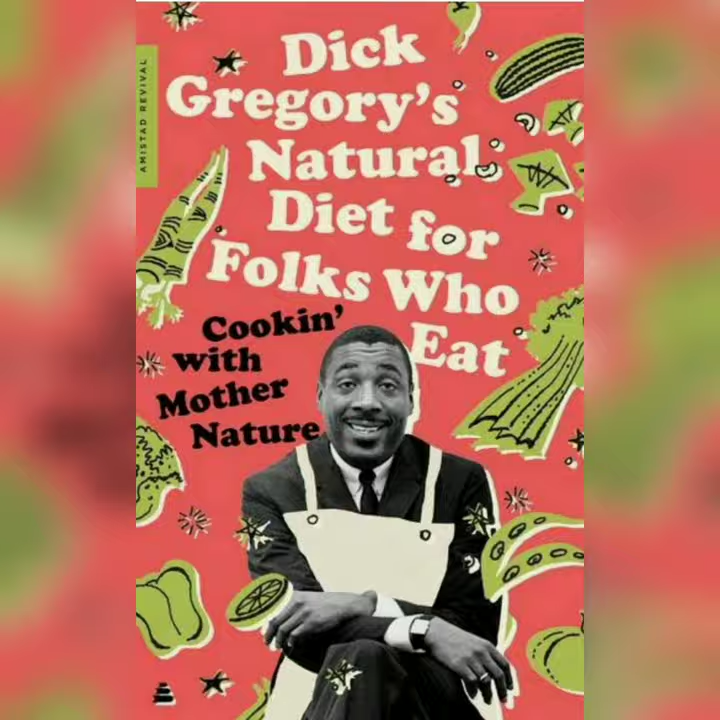 Dick
Gregory's
Natural
Diet for
Folks Who
Eat
Cookin'
with
Mother
Nature
AMISTAD REVIVAL